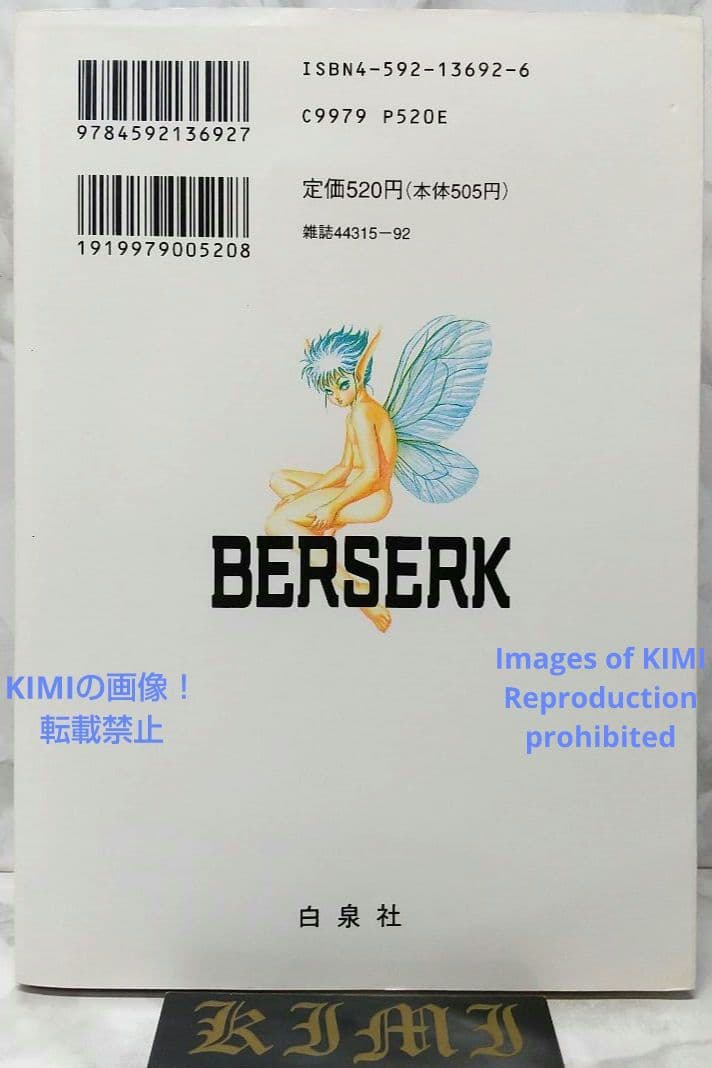 ISBN4-592-13692-6
9784592136927
C9979 P520E
定価520円(本体505円)
雑誌44315-92
1919979005208
BERSERK
KIMIの画像!
転載禁止
Images of KIMI
Reproduction
prohibited
白泉社
KIMI